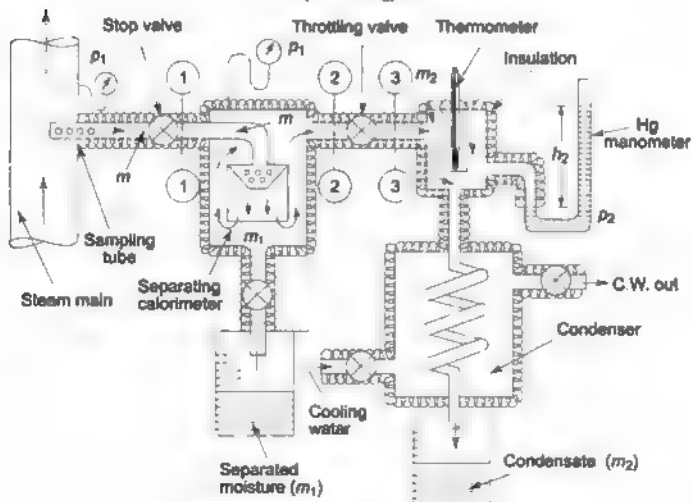 Stop valve
Throttling valve
Thermometer
Insulation
p₁
p₁
1
2
3
m₂
m
m
1
2
3
h₂
Hg
manometer
p₂
m₁
Sampling
tube
Separating
calorimeter
Steam main
C.W. out
Condenser
Cooling
watar
Separated
moisture (m₁)
Condensate (m₂)